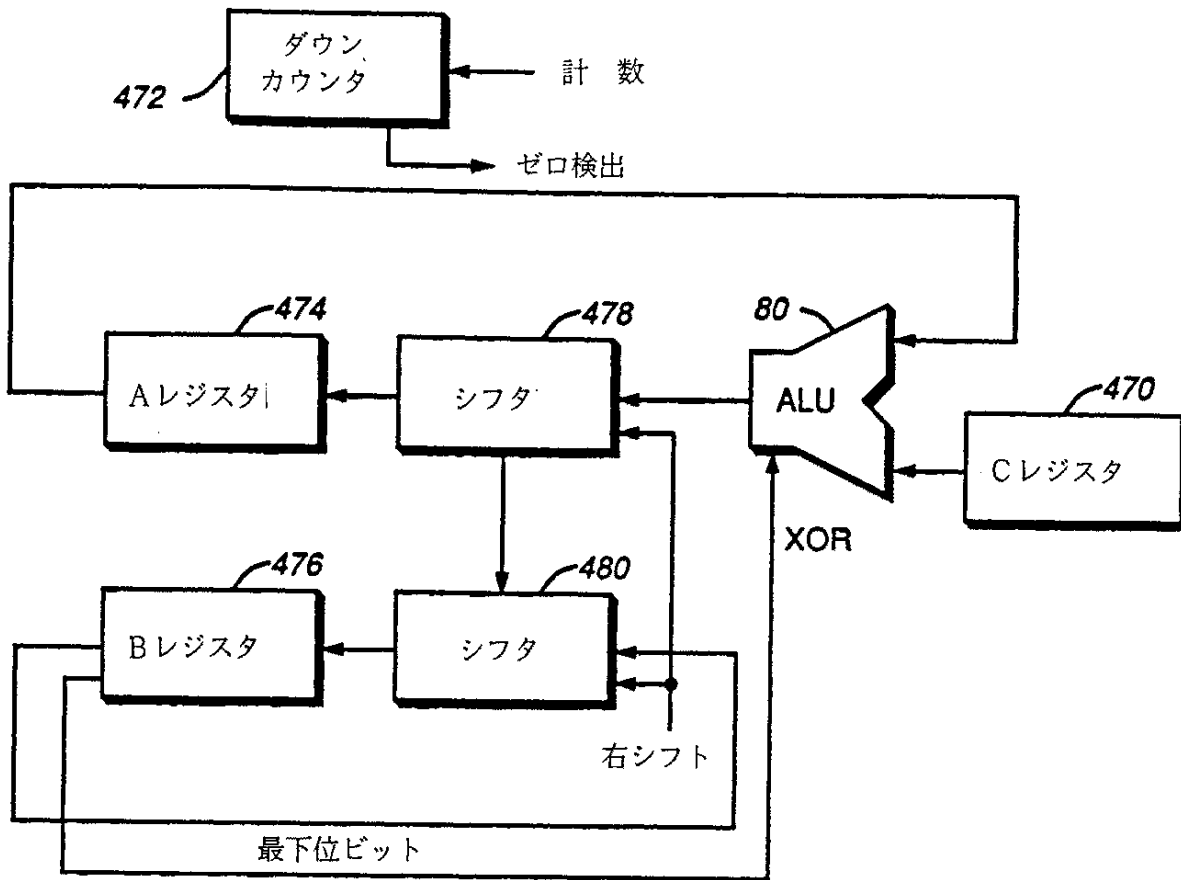 ダウン
カウンタ
472
計 数
ゼロ検出
474
478
80
470
Aレジスタ
シフタ
ALU
Cレジスタ
XOR
476
480
Bレジスタ
シフタ
右シフト
最下位ビット